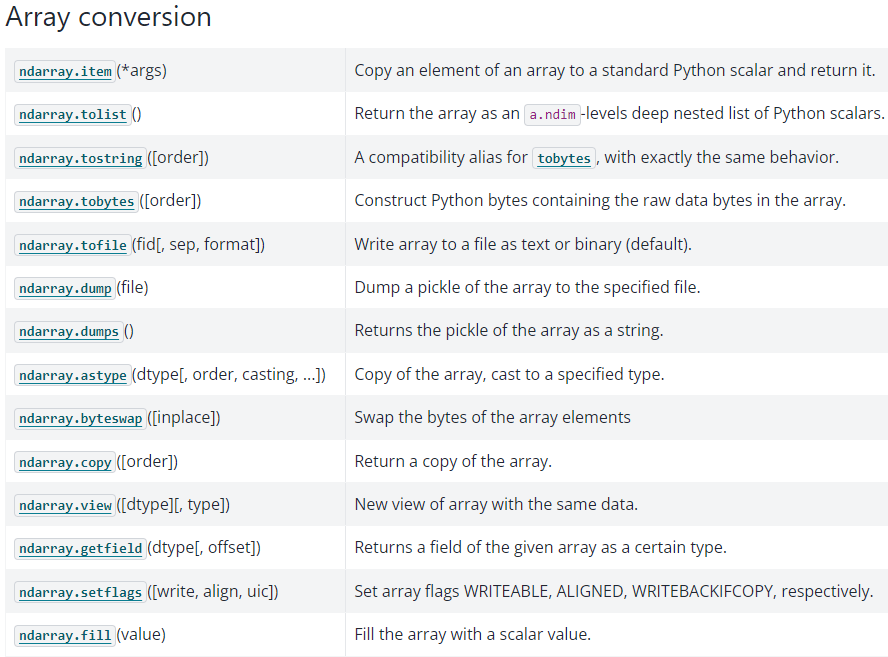 Array conversion
ndarray.item(*args) Copy an element of an array to a standard Python scalar and return it.
ndarray.tolist() Return the array as an a.ndim-levels deep nested list of Python scalars.
ndarray.tostring([order]) A compatibility alias for tobytes, with exactly the same behavior.
ndarray.tobytes([order]) Construct Python bytes containing the raw data bytes in the array.
ndarray.tofile(fid[, sep, format]) Write array to a file as text or binary (default).
ndarray.dump(file) Dump a pickle of the array to the specified file.
ndarray.dumps() Returns the pickle of the array as a string.
ndarray.astype(dtype[, order, casting, ...]) Copy of the array, cast to a specified type.
ndarray.byteswap([inplace]) Swap the bytes of the array elements
ndarray.copy([order]) Return a copy of the array.
ndarray.view([dtype][, type]) New view of array with the same data.
ndarray.getfield(dtype[, offset]) Returns a field of the given array as a certain type.
ndarray.setflags([write, align, uic]) Set array flags WRITEABLE, ALIGNED, WRITEBACKIFCOPY, respectively.
ndarray.fill(value) Fill the array with a scalar value.